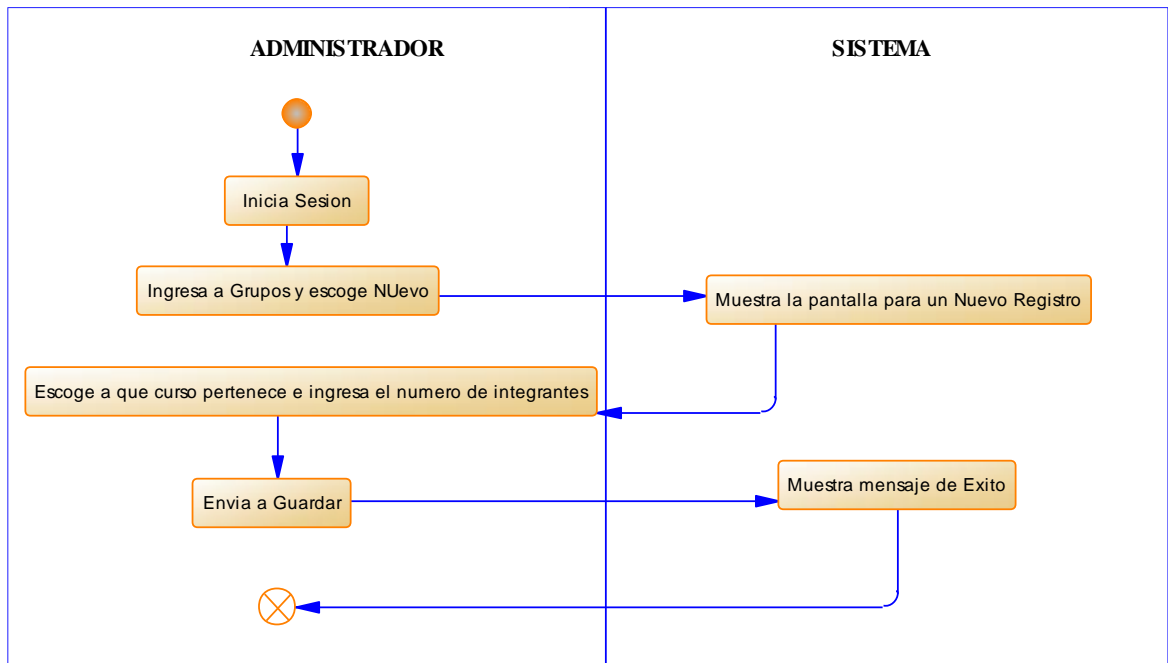 ADMINISTRADOR
SISTEMA
Inicia Sesion
Ingresa a Grupos y escoge NUevo
Muestra la pantalla para un Nuevo Registro
Escoge a que curso pertenece e ingresa el numero de integrantes
Envia a Guardar
Muestra mensaje de Exito